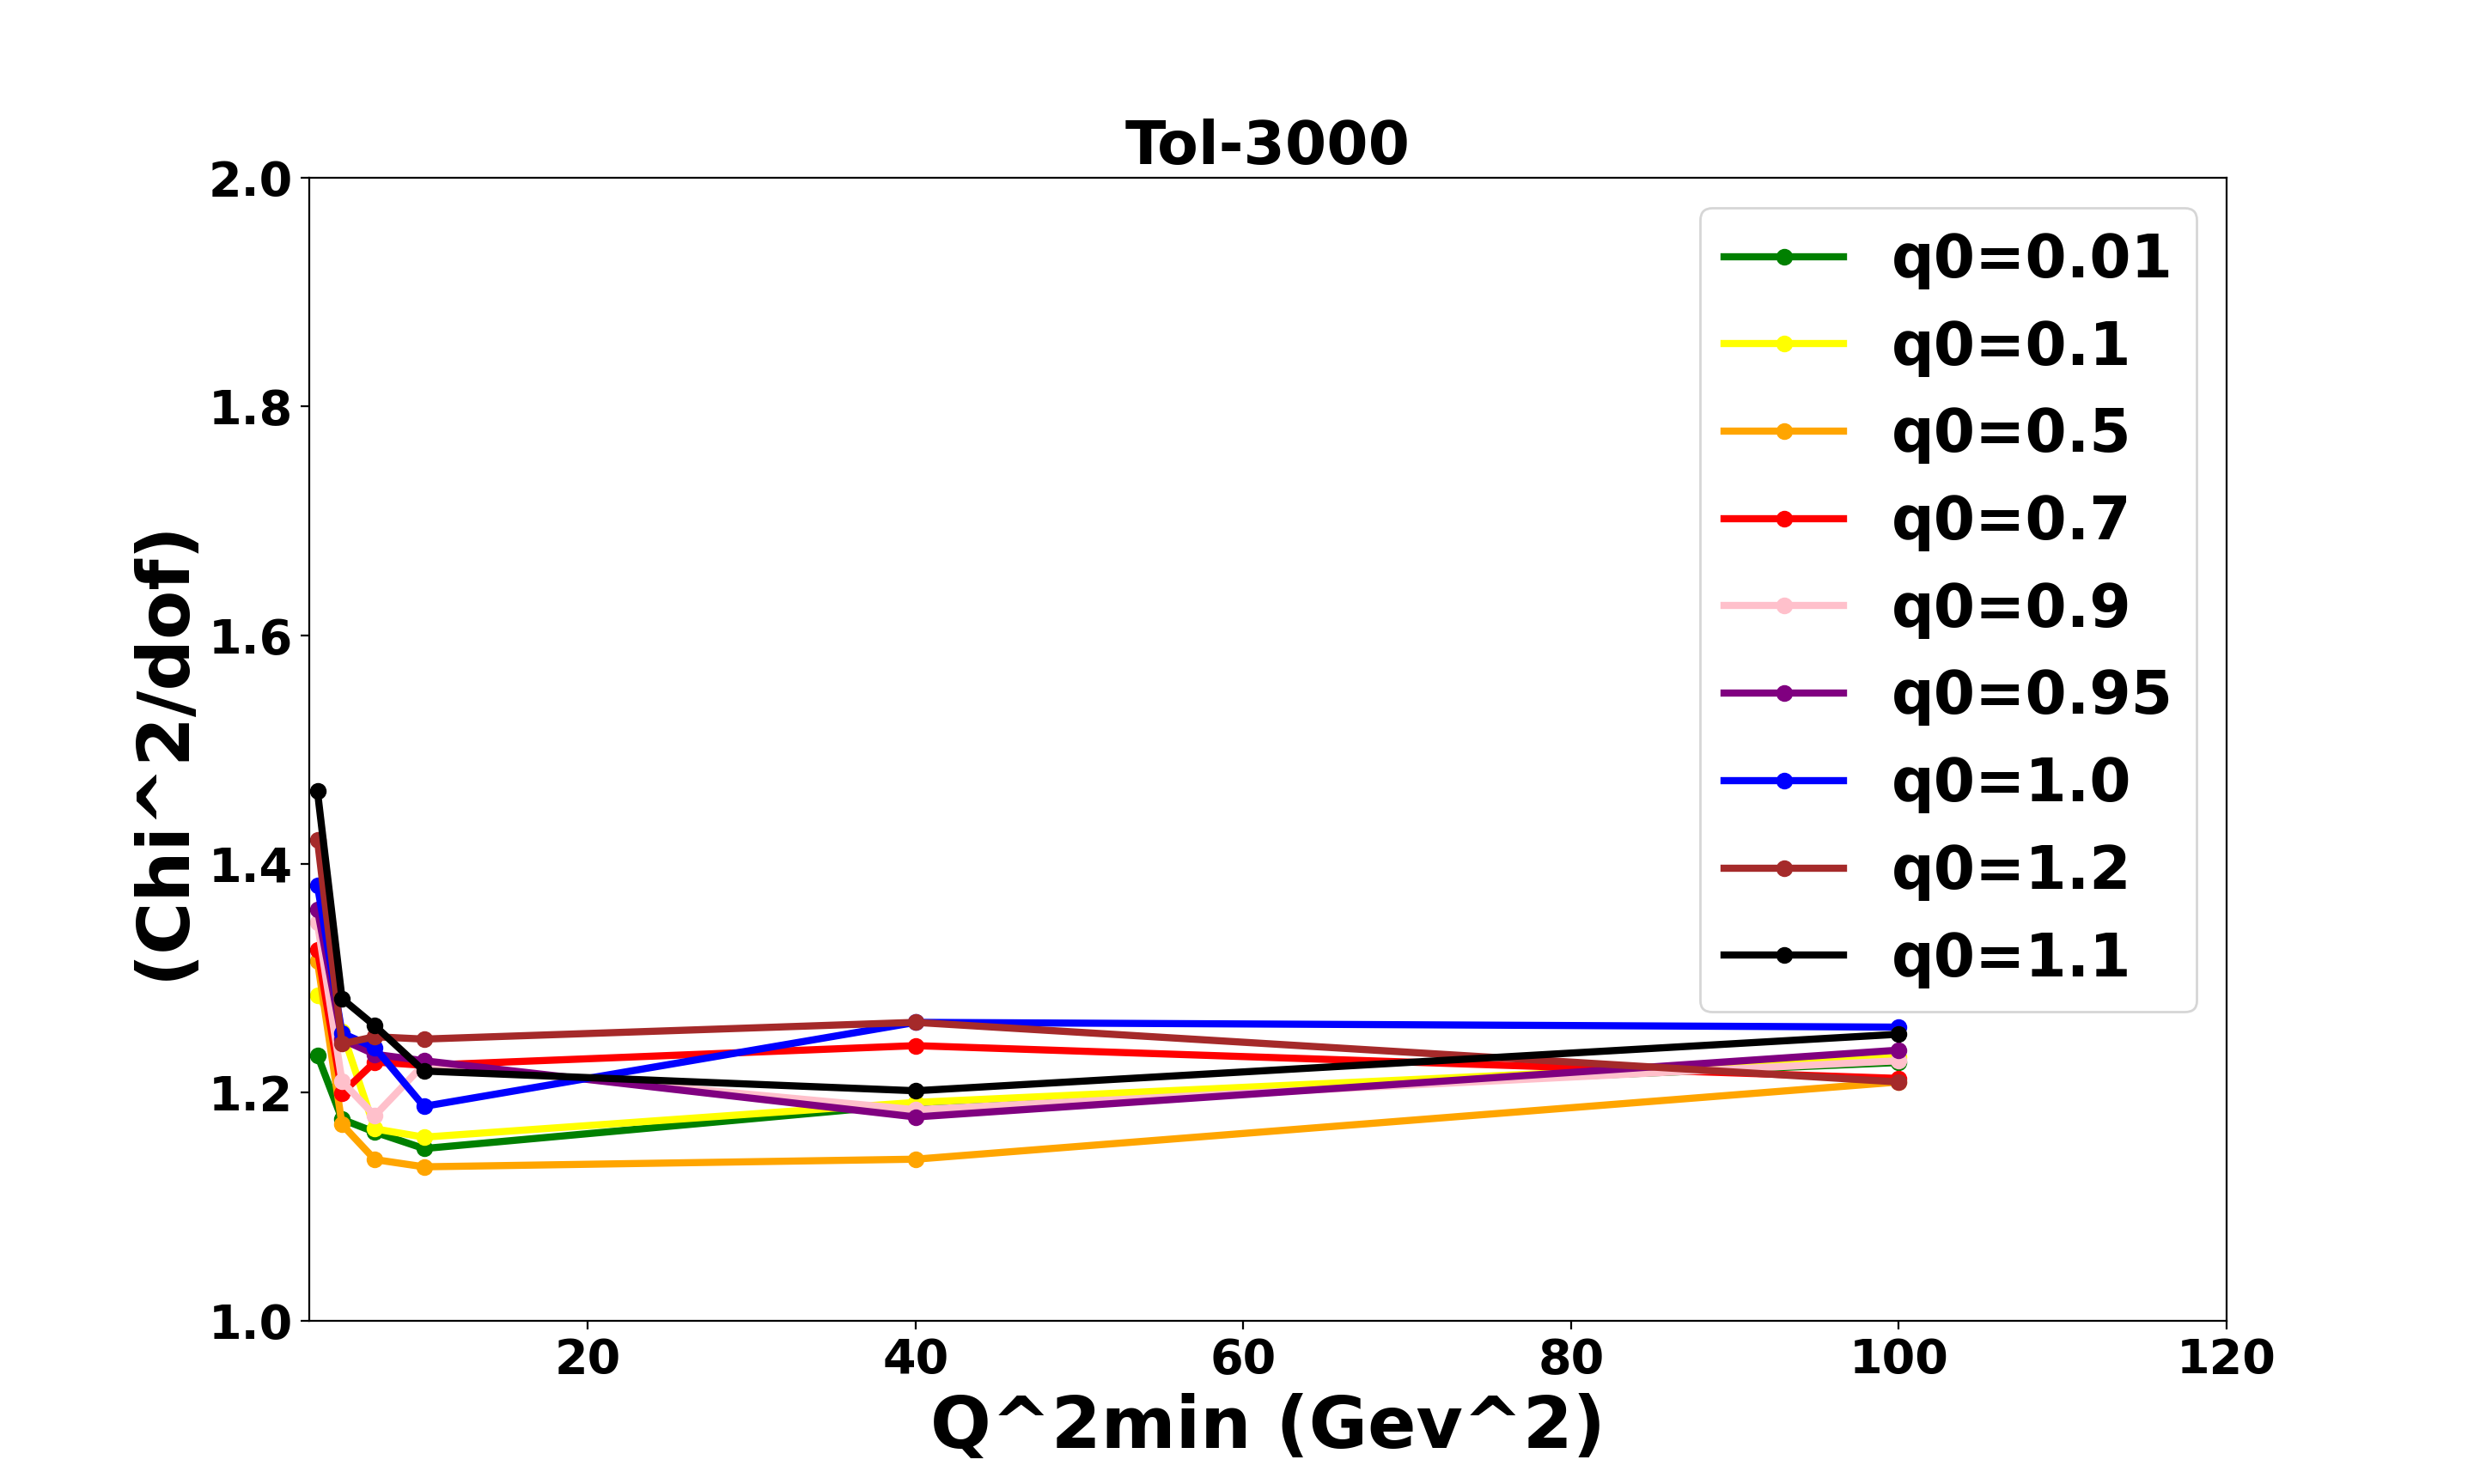 Tol-3000
(Chi^2/dof)
2.0
1.8
1.6
1.4
1.2
1.0
20
40
60
80
100
120
Q^2min (Gev^2)
q0=0.01
q0=0.1
q0=0.5
q0=0.7
q0=0.9
q0=0.95
q0=1.0
q0=1.2
q0=1.1